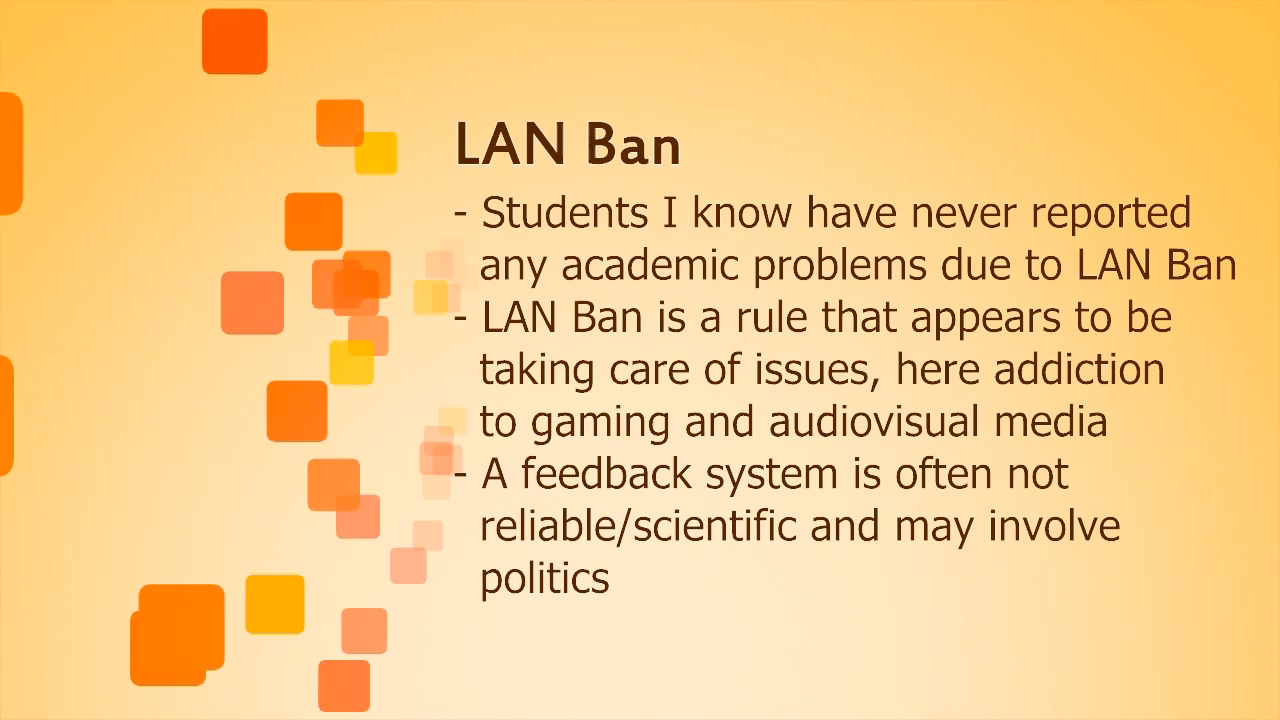 LAN Ban
- Students I know have never reported
any academic problems due to LAN Ban
- LAN Ban is a rule that appears to be
taking care of issues, here addiction
to gaming and audiovisual media
- A feedback system is often not
reliable/scientific and may involve
politics